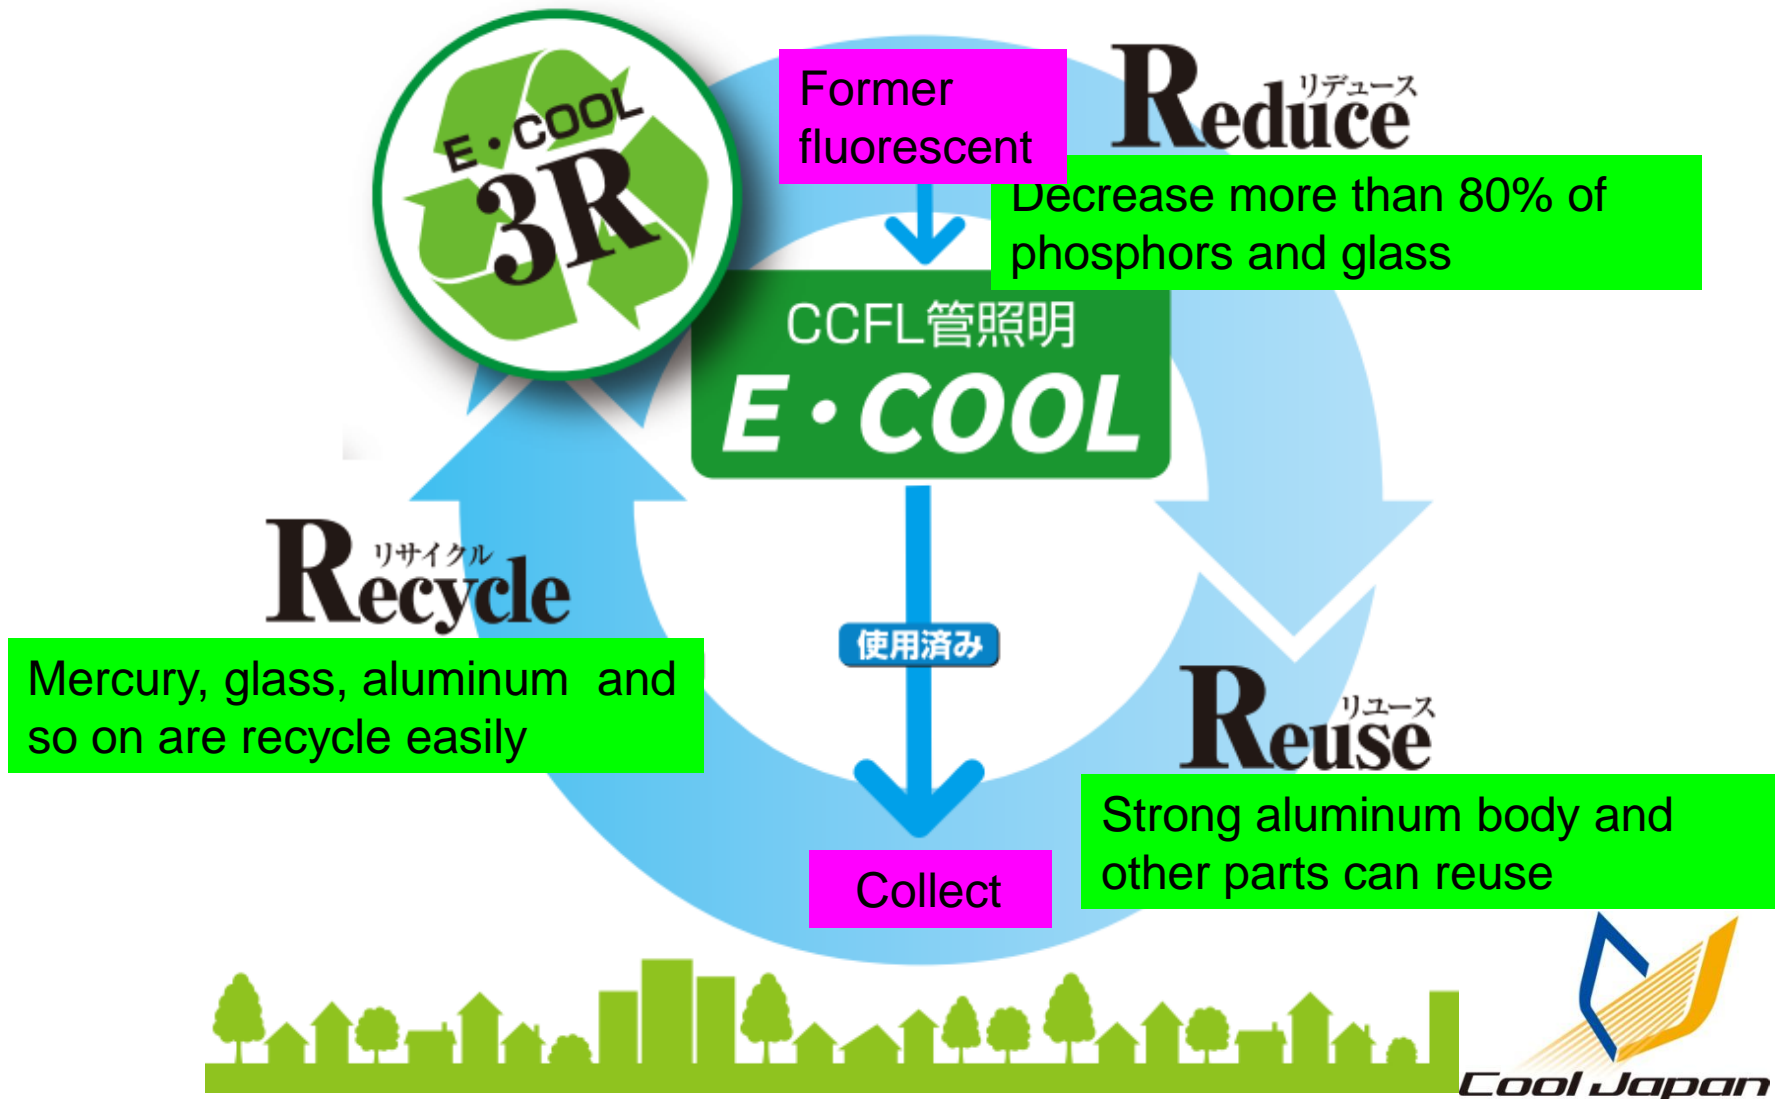 E・COOL
3R
Former
fluorescent
リデュース
Reduce
Decrease more than 80% of
phosphors and glass
CCFL管照明
E・COOL
リサイクル
Recycle
Mercury, glass, aluminum  and
so on are recycle easily
使用済み
リユース
Reuse
Strong aluminum body and
other parts can reuse
Collect
Cool Japan